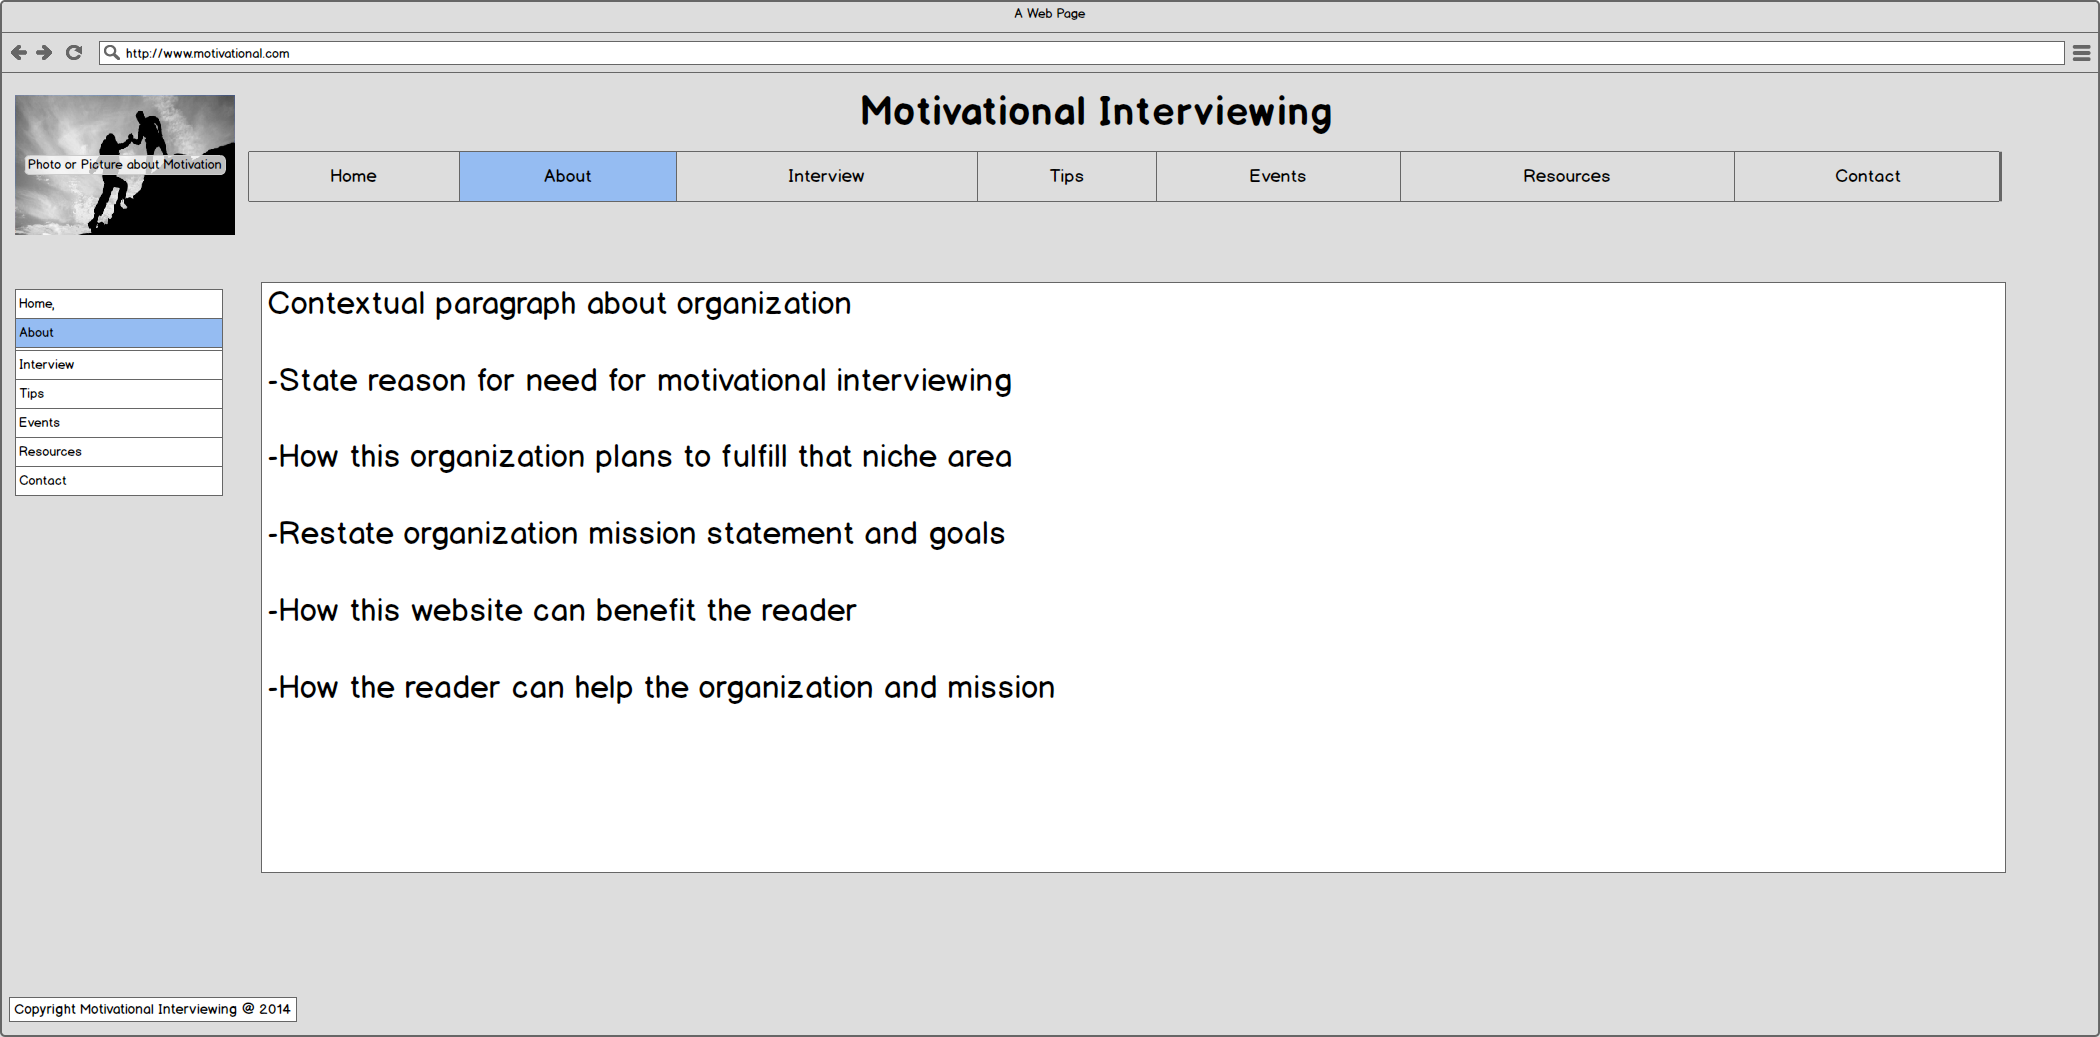 A Web Page
http://www.motivational.com
Motivational Interviewing
Photo or Picture about Motivation
Home About Interview Tips Events Resources Contact
Home,
About
Interview
Tips
Events
Resources
Contact
Contextual paragraph about organization
-State reason for need for motivational interviewing
-How this organization plans to fulfill that niche area
-Restate organization mission statement and goals
-How this website can benefit the reader
-How the reader can help the organization and mission
Copyright Motivational Interviewing @ 2014